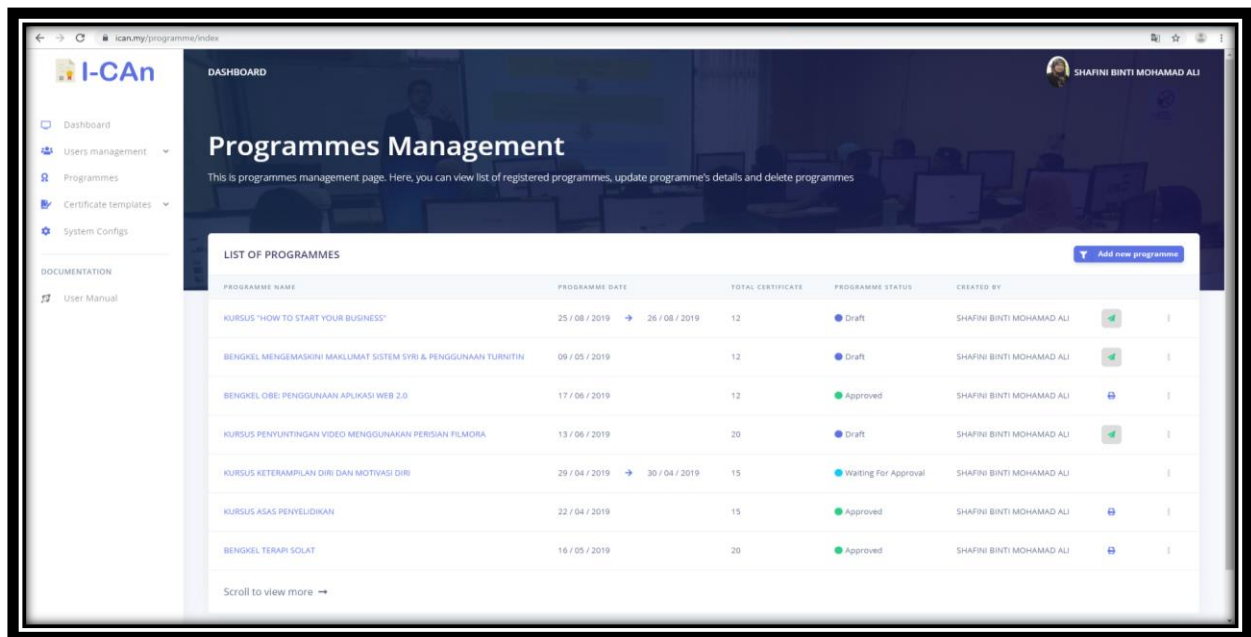 ican.my/programme/index
I-CAn
DASHBOARD
SHAFINI BINTI MOHAMAD ALI
Dashboard
Users management
Programmes
Certificate templates
System Configs
DOCUMENTATION
User Manual
Programmes Management
This is programmes management page. Here, you can view list of registered programmes, update programme's details and delete programmes
LIST OF PROGRAMMES
Add new programme
PROGRAMME NAME PROGRAMME DATE TOTAL CERTIFICATE PROGRAMME STATUS CREATED BY
KURSUS "HOW TO START YOUR BUSINESS" 25 / 08 / 2019 → 26 / 08 / 2019 12 Draft SHAFINI BINTI MOHAMAD ALI
BENGKEL MENGEMASKINI MAKLUMAT SISTEM SYRI & PENGGUNAAN TURNITIN 09 / 05 / 2019 12 Draft SHAFINI BINTI MOHAMAD ALI
BENGKEL OBE: PENGGUNAAN APLIKASI WEB 2.0 17 / 06 / 2019 12 Approved SHAFINI BINTI MOHAMAD ALI
KURSUS PENYUNTINGAN VIDEO MENGGUNAKAN PERISIAN FILMORA 13 / 06 / 2019 20 Draft SHAFINI BINTI MOHAMAD ALI
KURSUS KETERAMPILAN DIRI DAN MOTIVASI DIRI 29 / 04 / 2019 → 30 / 04 / 2019 15 Waiting For Approval SHAFINI BINTI MOHAMAD ALI
KURSUS ASAS PENYELIDIKAN 22 / 04 / 2019 15 Approved SHAFINI BINTI MOHAMAD ALI
BENGKEL TERAPI SOLAT 16 / 05 / 2019 20 Approved SHAFINI BINTI MOHAMAD ALI
Scroll to view more →